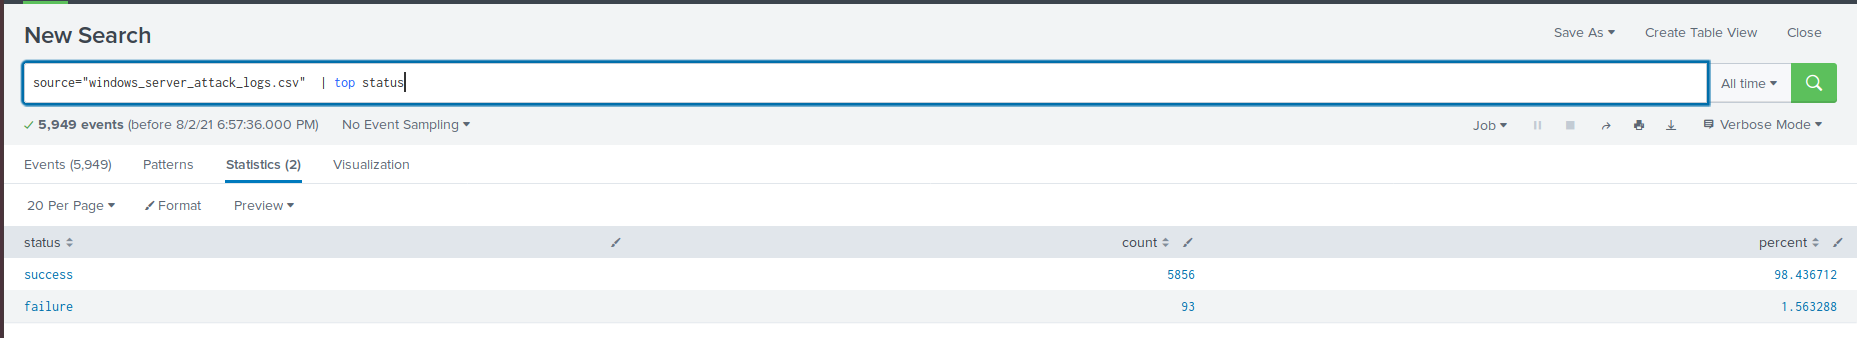 New Search
Save As Create Table View Close
source="windows_server_attack_logs.csv" | top status
All time
5,949 events (before 8/2/21 6:57:36.000 PM) No Event Sampling
Job Verbose Mode
Events (5,949) Patterns Statistics (2) Visualization
20 Per Page Format Preview
status count percent
success 5856 98.436712
failure 93 1.563288